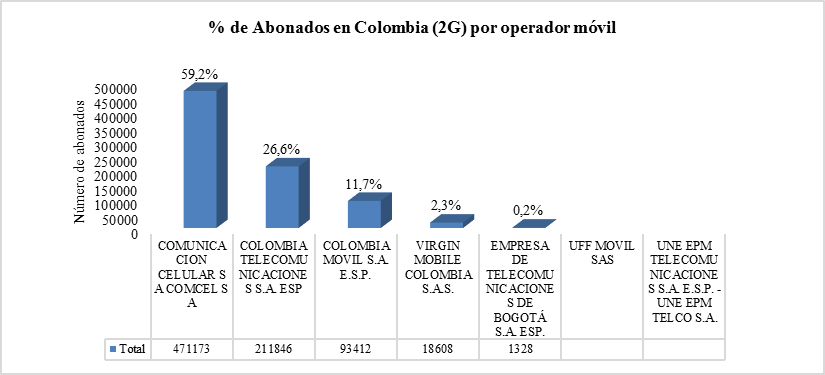 % de Abonados en Colombia (2G) por operador móvil
Número de abonados
500000
450000
400000
350000
300000
250000
200000
150000
100000
50000
0
59,2%
26,6%
11,7%
2,3%
0,2%
COMUNICA
CION
CELULAR S
A COMCEL S
A
COLOMBIA
TELECOMU
NICACIONE
S S.A. ESP
COLOMBIA
MOVIL S.A.
E.S.P.
VIRGIN
MOBILE
COLOMBIA
S.A.S.
EMPRESA
DE
TELECOMU
NICACIONE
S DE
BOGOTÁ
S.A. ESP.
UFF MOVIL
SAS
UNE EPM
TELECOMU
NICACIONE
S S.A. E.S.P. -
UNE EPM
TELCO S.A.
Total 471173 211846 93412 18608 1328